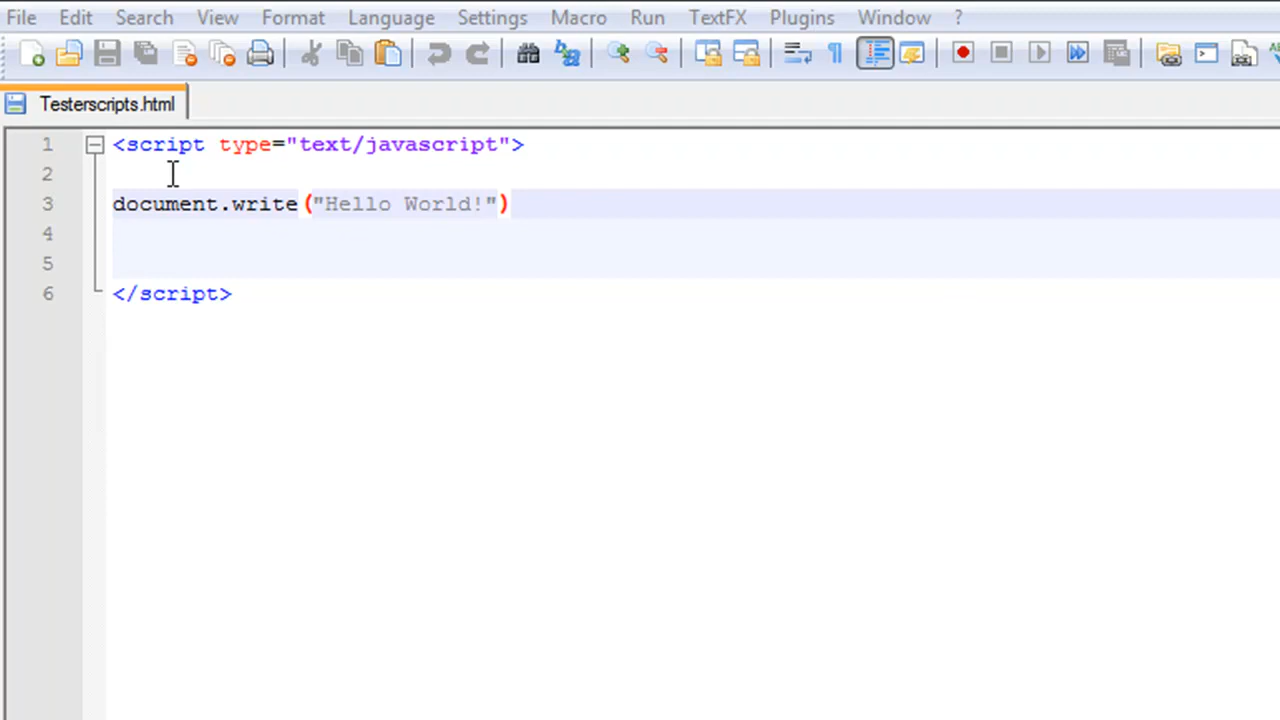 File Edit Search View Format Language Settings Macro Run TextFX Plugins Window ?
Testerscripts.html
1 <script type="text/javascript">
2
3 document.write("Hello World!")
4
5
6 </script>